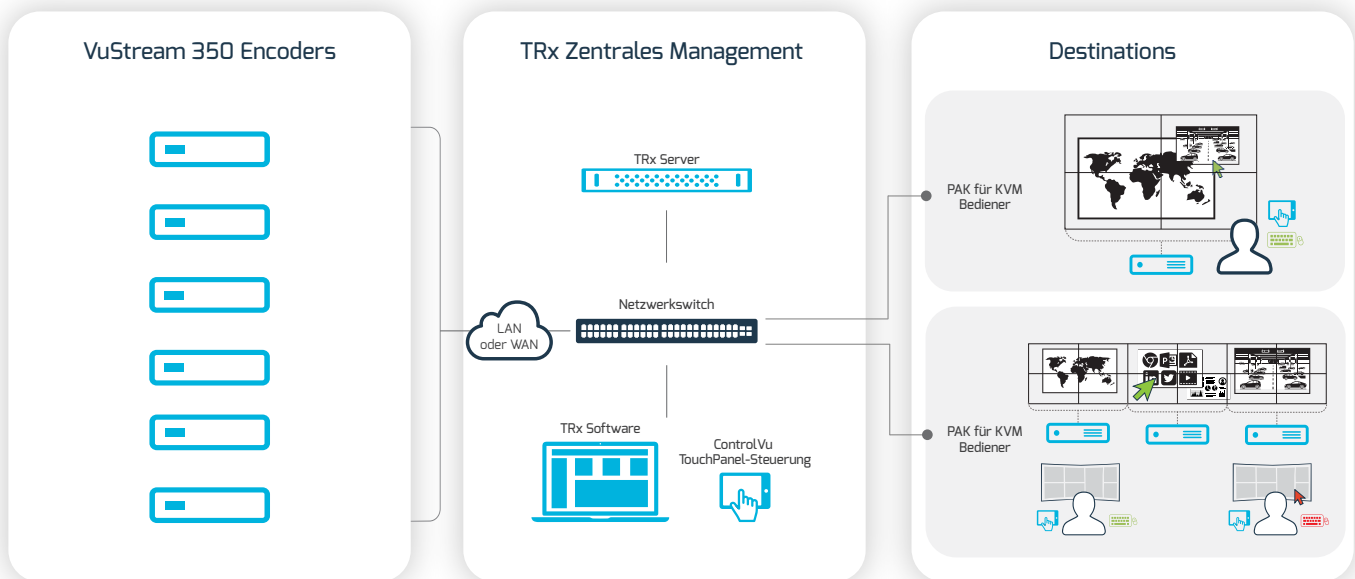 VuStream 350 Encoders
TRx Zentrales Management
TRx Server
Netzwerkswitch
LAN
oder WAN
TRx Software
ControlVu
TouchPanel-Steuerung
Destinations
PAK für KVM
Bediener
PAK für KVM
Bediener